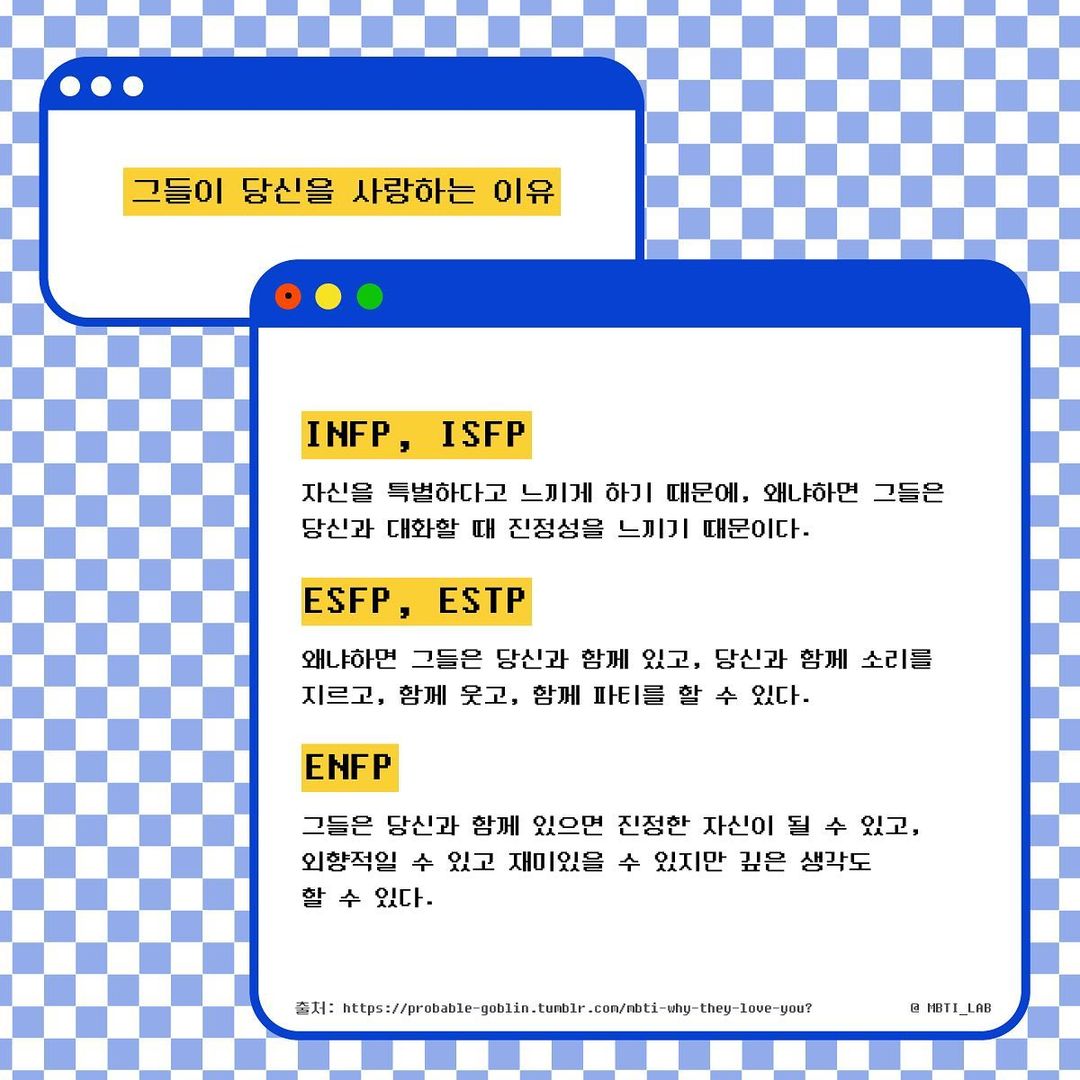 그들이 당신을 사랑하는 이유
INFP, ISFP
자신을 특별하다고 느끼게 하기 때문에, 왜냐하면 그들은
당신과 대화할 때 진정성을 느끼기 때문이다.
ESFP, ESTP
왜냐하면 그들은 당신과 함께 있고, 당신과 함께 소리를
지르고, 함께 웃고, 함께 파티를 할 수 있다.
ENFP
그들은 당신과 함께 있으면 진정한 자신이 될 수 있고,
외향적일 수 있고 재미있을 수 있지만 깊은 생각도
할 수 있다.
출처: https://probable-goblin.tumblr.com/mbti-why-they-love-you?
@ MBTI_LAB